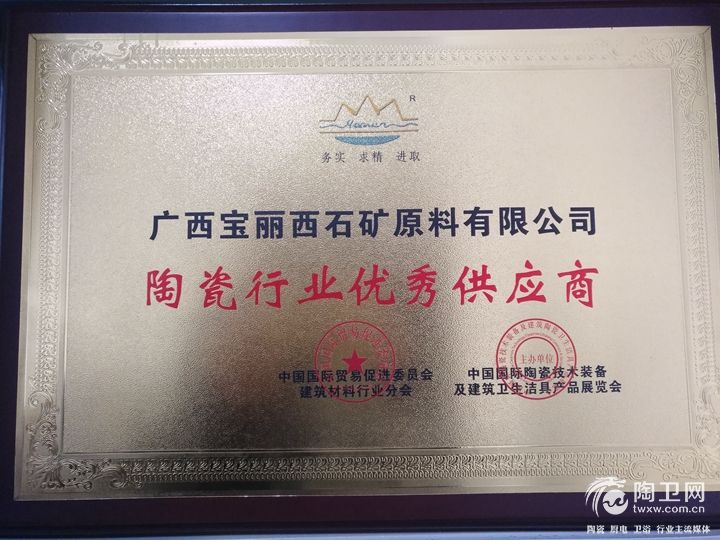 R
务实 求精 进取
广西宝丽西石矿原料有限公司
陶瓷行业优秀供应商
主办单位
中国国际贸易促进委员会
建筑材料行业分会
中国国际陶瓷技术装备
及建筑卫生洁具产品展览会
陶卫网
twxw.com.cn
陶瓷 厨电 卫浴 行业主流媒体